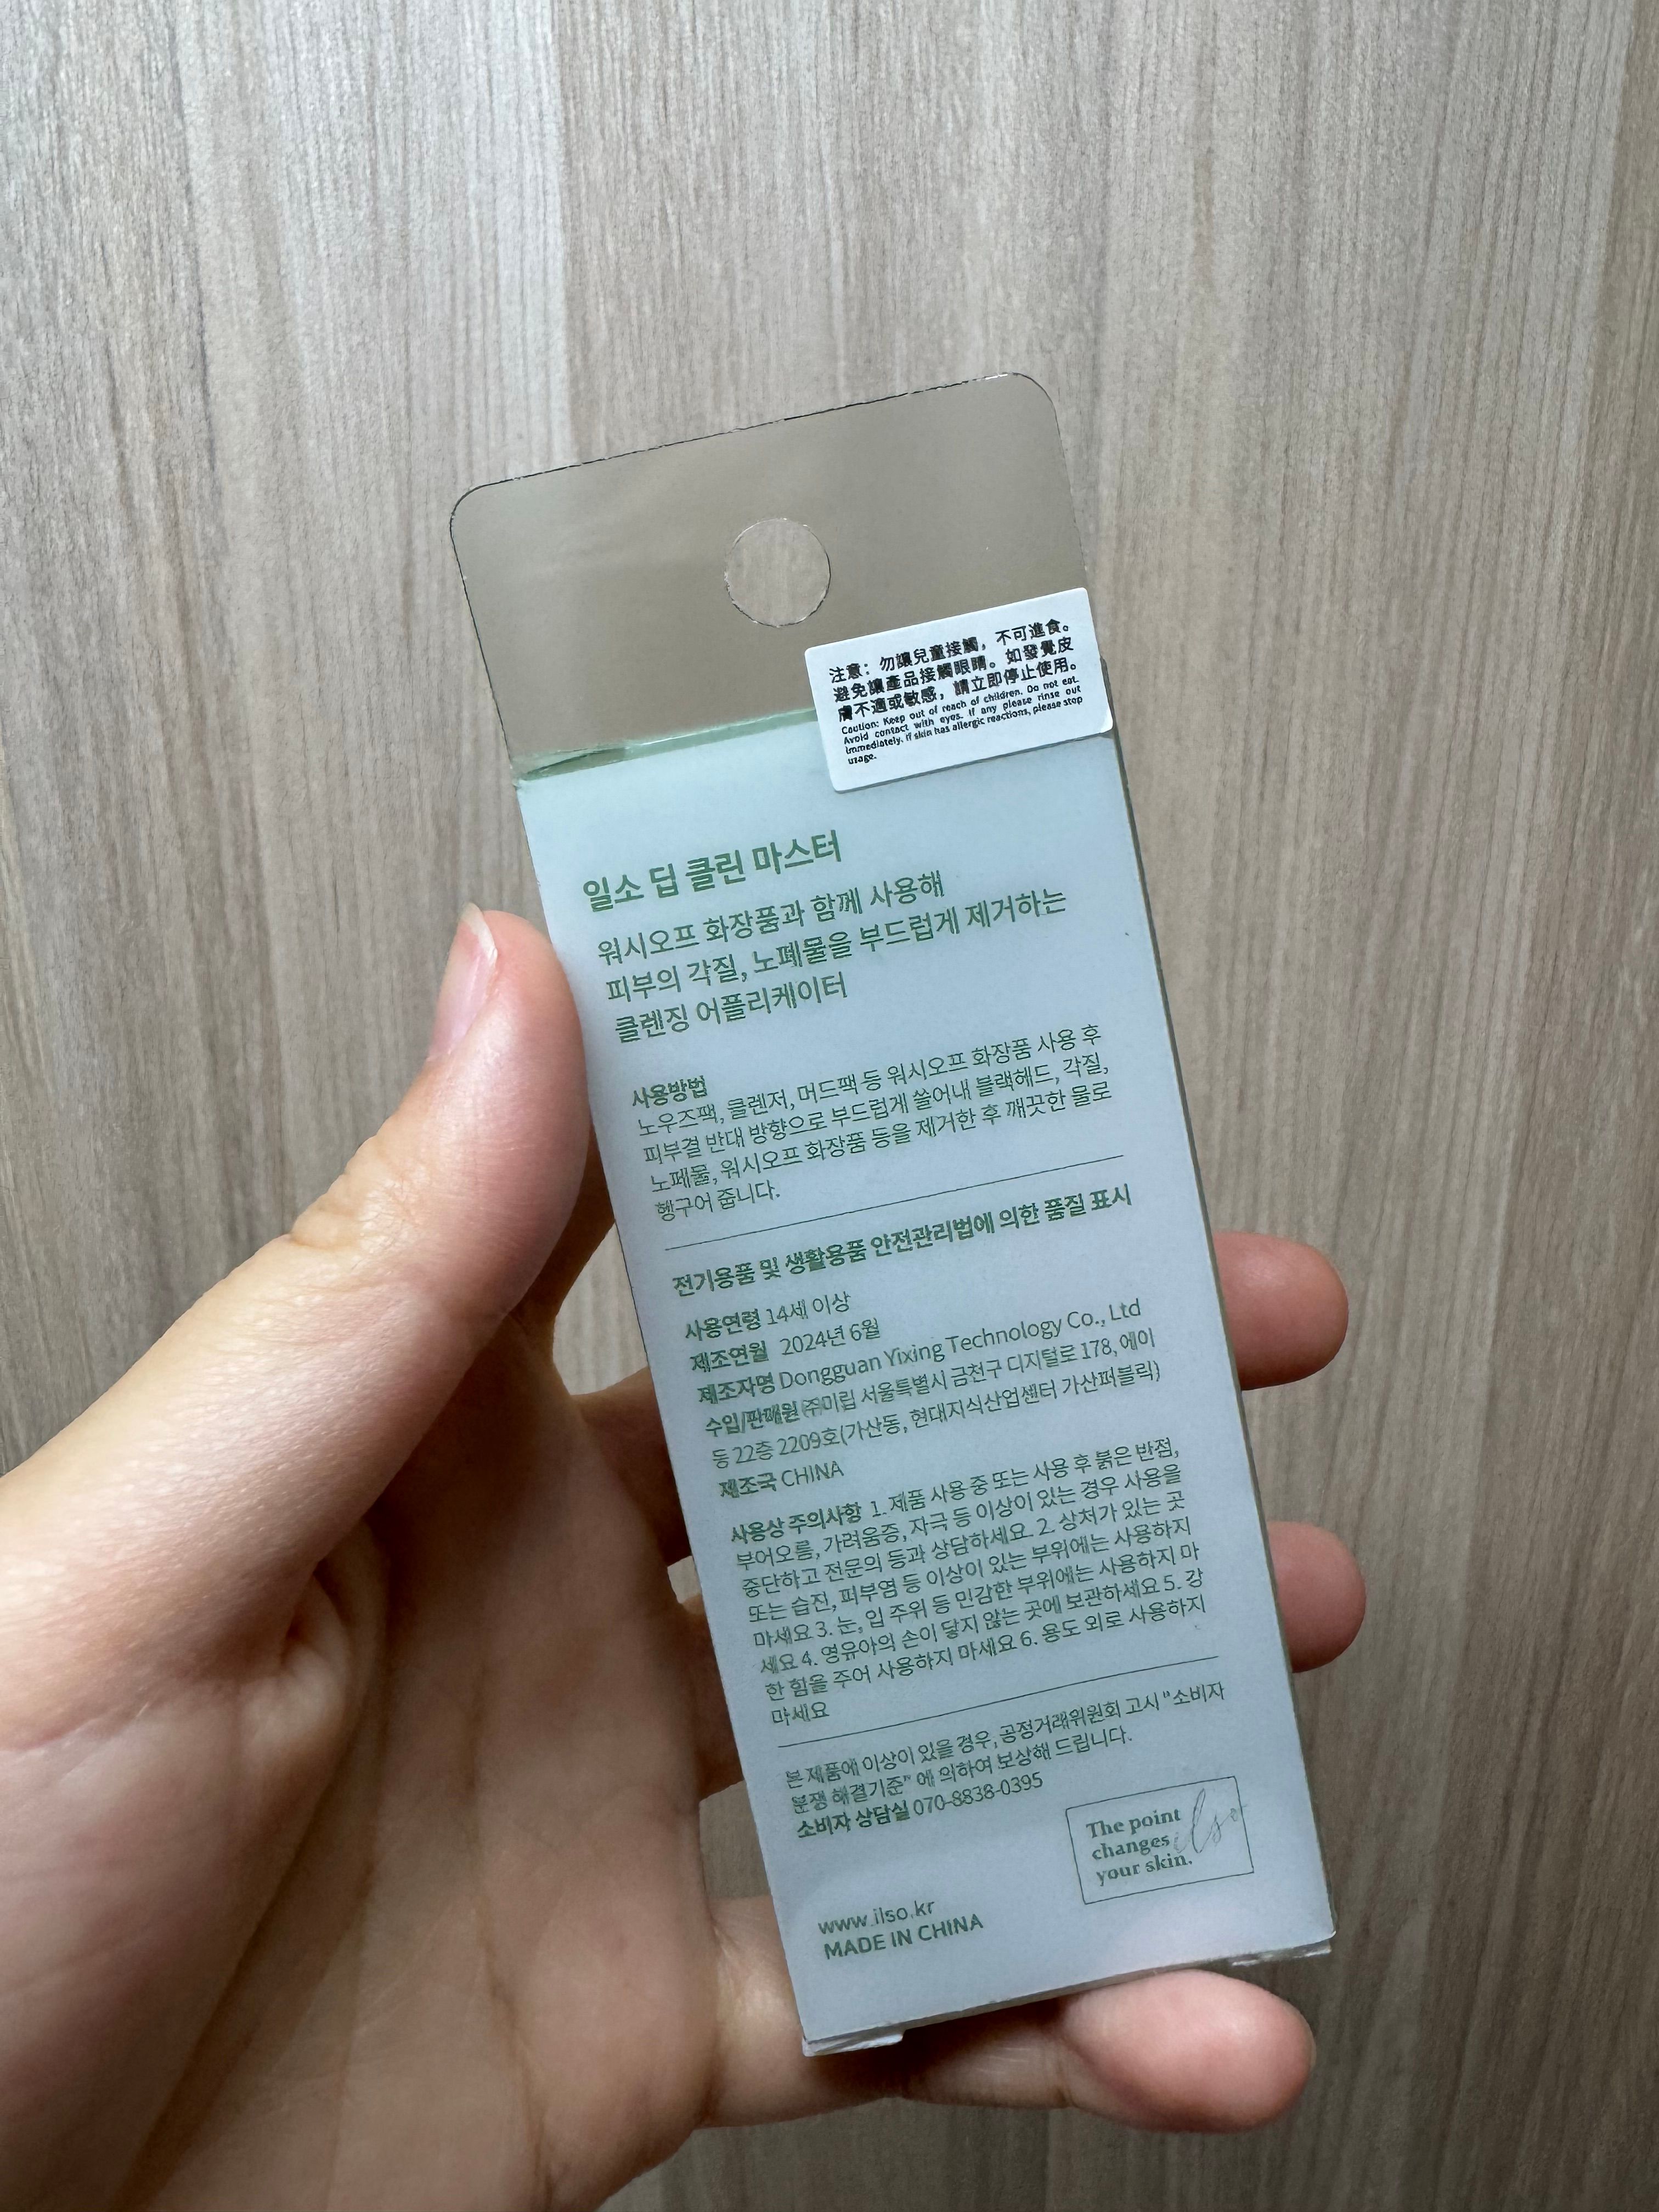 注意：勿讓兒童接觸，不可進食。
避免讓產品接觸眼睛。如發覺皮
膚不適或敏感，請立即停止使用。
Caution: Keep out of reach of children. Do not eat.
Avoid contact with eyes. If any please rinse out
immediately. If skin has allergic reactions, please stop
usage.
일소 딥 클린 마스터
워시오프 화장품과 함께 사용해
피부의 각질, 노폐물을 부드럽게 제거하는
클렌징 어플리케이터
사용방법
노우즈팩, 클렌저, 머드팩 등 워시오프 화장품 사용 후
피부결 반대 방향으로 부드럽게 쓸어내 블랙헤드, 각질,
노폐물, 워시오프 화장품 등을 제거한 후 깨끗한 물로
헹구어 줍니다.
전기용품 및 생활용품 안전관리법에 의한 품질 표시
사용연령 14세 이상
제조연월 2024년 6월
제조자명 Dongguan Yixing Technology Co., Ltd
수입/판매원 ㈜미립 서울특별시 금천구 디지털로 178, 에이
동 22층 2209호(가산동, 현대지식산업센터 가산퍼블릭)
제조국 CHINA
사용상 주의사항 1. 제품 사용 중 또는 사용 후 붉은 반점,
부어오름, 가려움증, 자극 등 이상이 있는 경우 사용을
중단하고 전문의 등과 상담하세요 2. 상처가 있는 곳
또는 습진, 피부염 등 이상이 있는 부위에는 사용하지
마세요 3. 눈, 입 주위 등 민감한 부위에는 사용하지 마
세요 4. 영유아의 손이 닿지 않는 곳에 보관하세요 5. 강
한 힘을 주어 사용하지 마세요 6. 용도 외로 사용하지
마세요
본 제품에 이상이 있을 경우, 공정거래위원회 고시 "소비자
분쟁 해결기준" 에 의하여 보상해 드립니다.
소비자 상담실 070-8838-0395
The point
changes
your skin.
ilso
www.ilso.kr
MADE IN CHINA